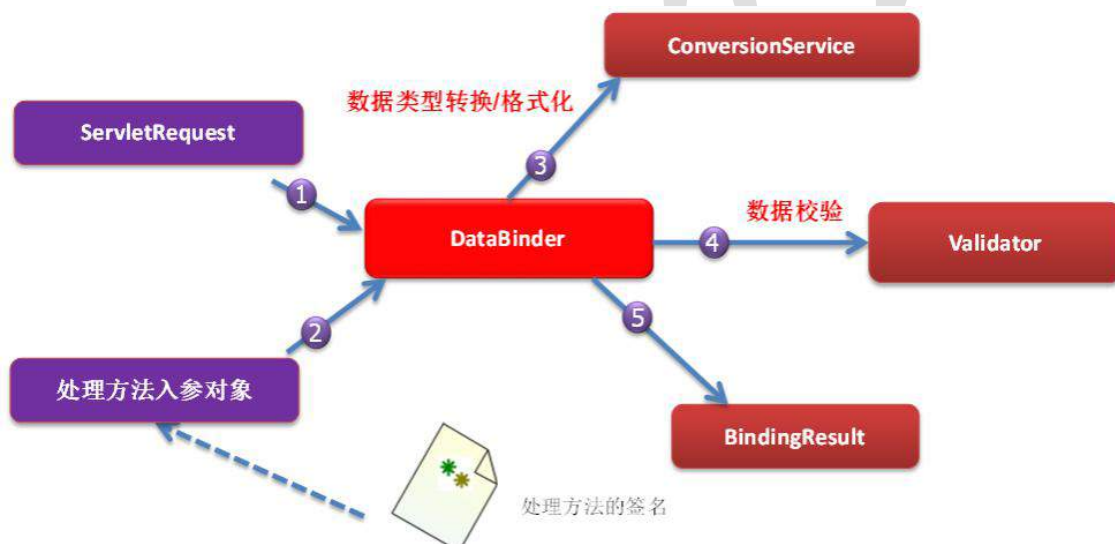 ConversionService
数据类型转换/格式化
ServletRequest
3
1
数据校验
DataBinder
4
Validator
5
2
处理方法入参对象
BindingResult
处理方法的签名